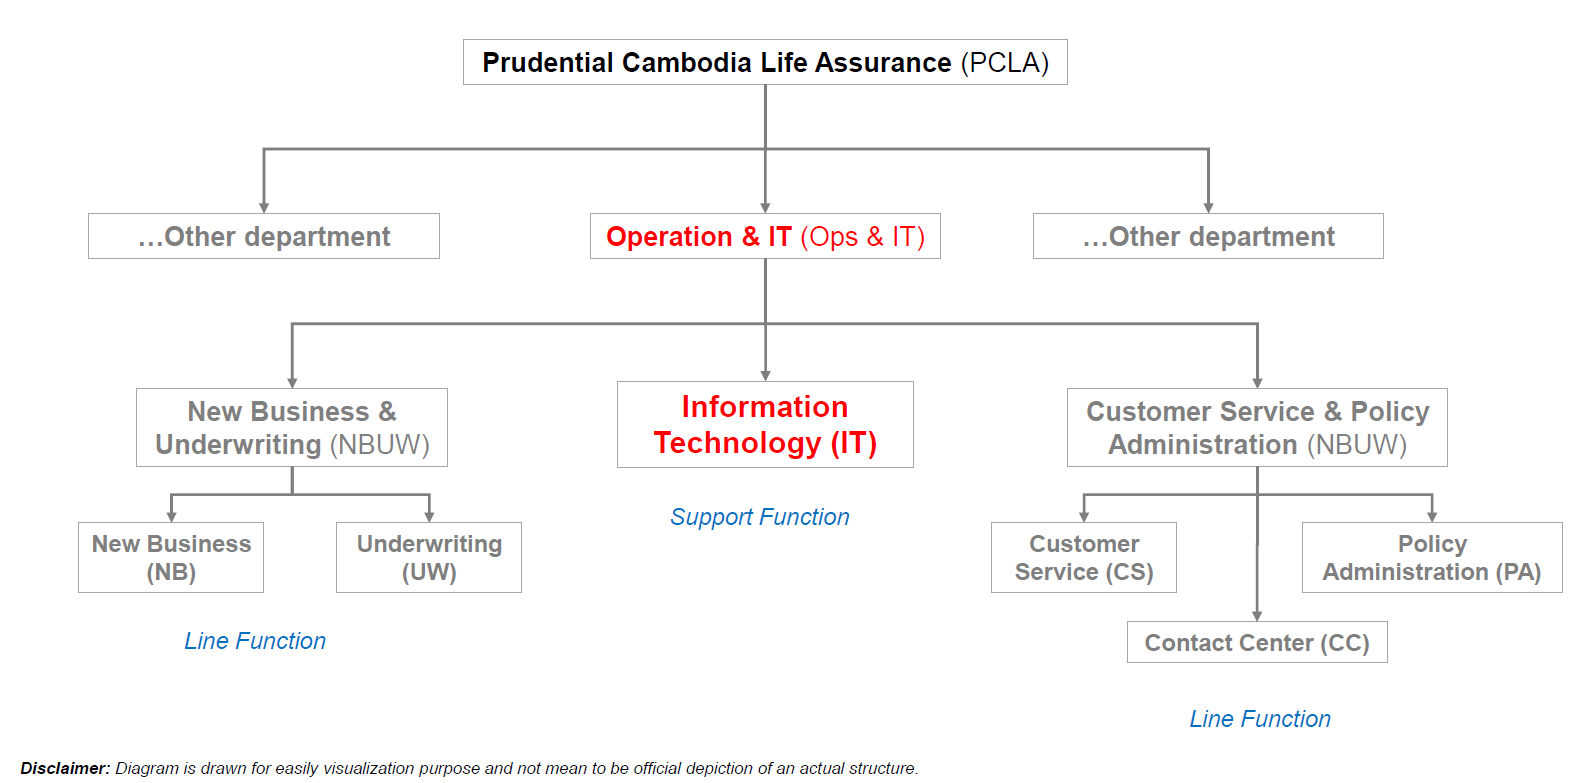 Prudential Cambodia Life Assurance (PCLA)
…Other department
Operation & IT (Ops & IT)
…Other department
New Business &
Underwriting (NBUW)
Information
Technology (IT)
Customer Service & Policy
Administration (NBUW)
Support Function
New Business
(NB)
Underwriting
(UW)
Customer
Service (CS)
Policy
Administration (PA)
Line Function
Contact Center (CC)
Line Function
Disclaimer: Diagram is drawn for easily visualization purpose and not mean to be official depiction of an actual structure.